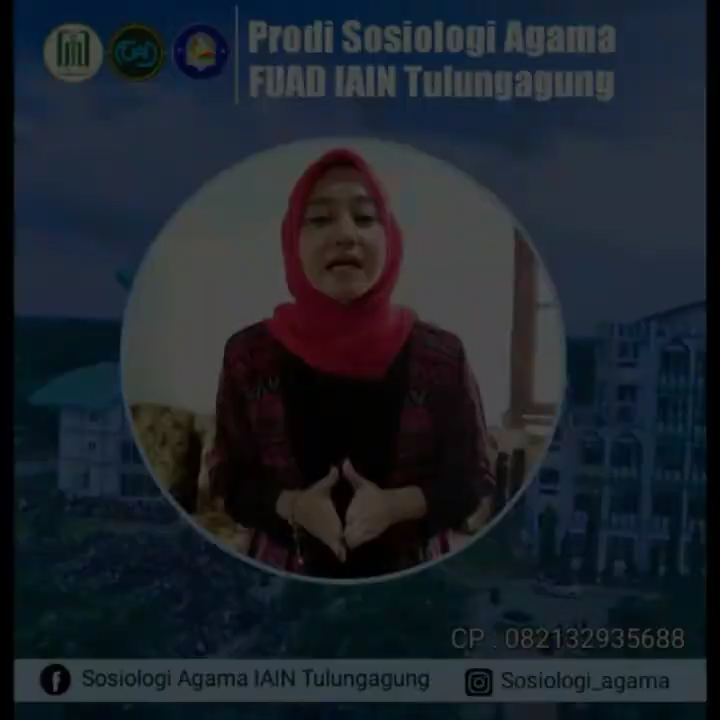 Prodi Sosiologi Agama
FUAD IAIN Tulungagung
CP : 082132935688
Sosiologi Agama IAIN Tulungagung
Sosiologi_agama